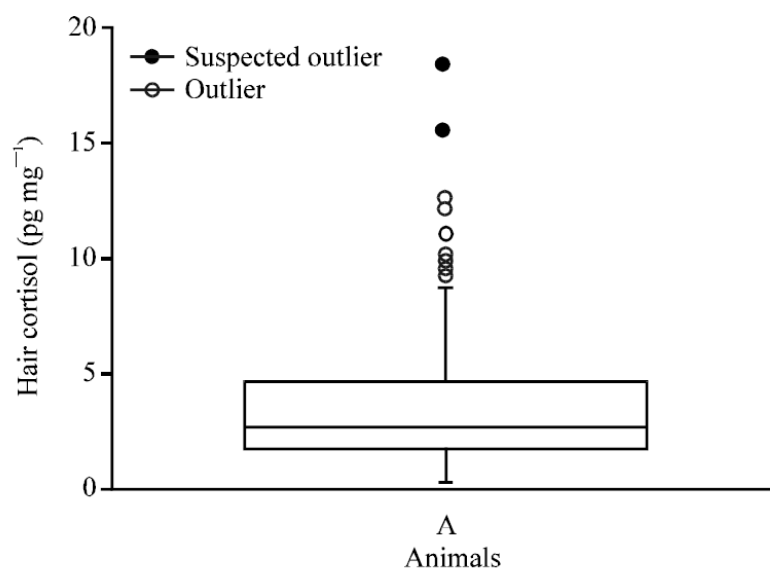 20
Suspected outlier
Outlier
15
10
5
0
Hair cortisol (pg mg⁻¹)
A
Animals